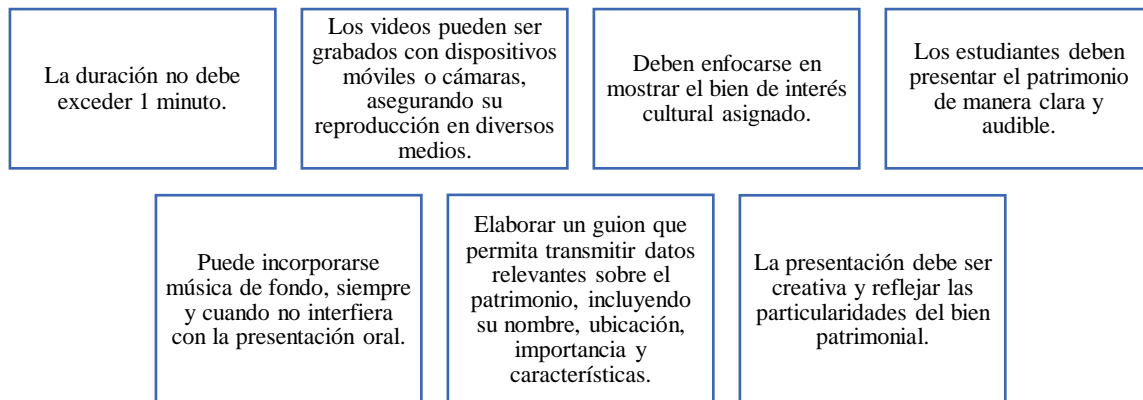 La duración no debe
exceder 1 minuto.
Los videos pueden ser
grabados con dispositivos
móviles o cámaras,
asegurando su
reproducción en diversos
medios.
Deben enfocarse en
mostrar el bien de interés
cultural asignado.
Los estudiantes deben
presentar el patrimonio
de manera clara y
audible.
Puede incorporarse
música de fondo, siempre
y cuando no interfiera
con la presentación oral.
Elaborar un guion que
permita transmitir datos
relevantes sobre el
patrimonio, incluyendo
su nombre, ubicación,
importancia y
características.
La presentación debe ser
creativa y reflejar las
particularidades del bien
patrimonial.